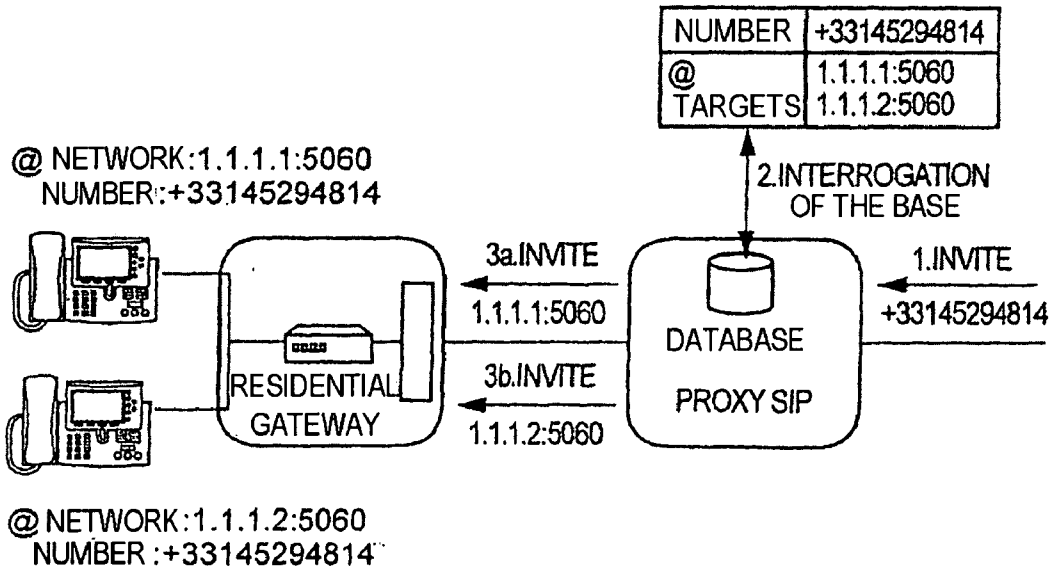 NUMBER +33145294814
@ TARGETS 1.1.1.1:5060
1.1.1.2:5060
@ NETWORK:1.1.1.1:5060
NUMBER:+33145294814
2.INTERROGATION
OF THE BASE
3a.INVITE
1.1.1.1:5060
1.INVITE
+33145294814
DATABASE
PROXY SIP
RESIDENTIAL
GATEWAY
3b.INVITE
1.1.1.2:5060
@ NETWORK:1.1.1.2:5060
NUMBER:+33145294814